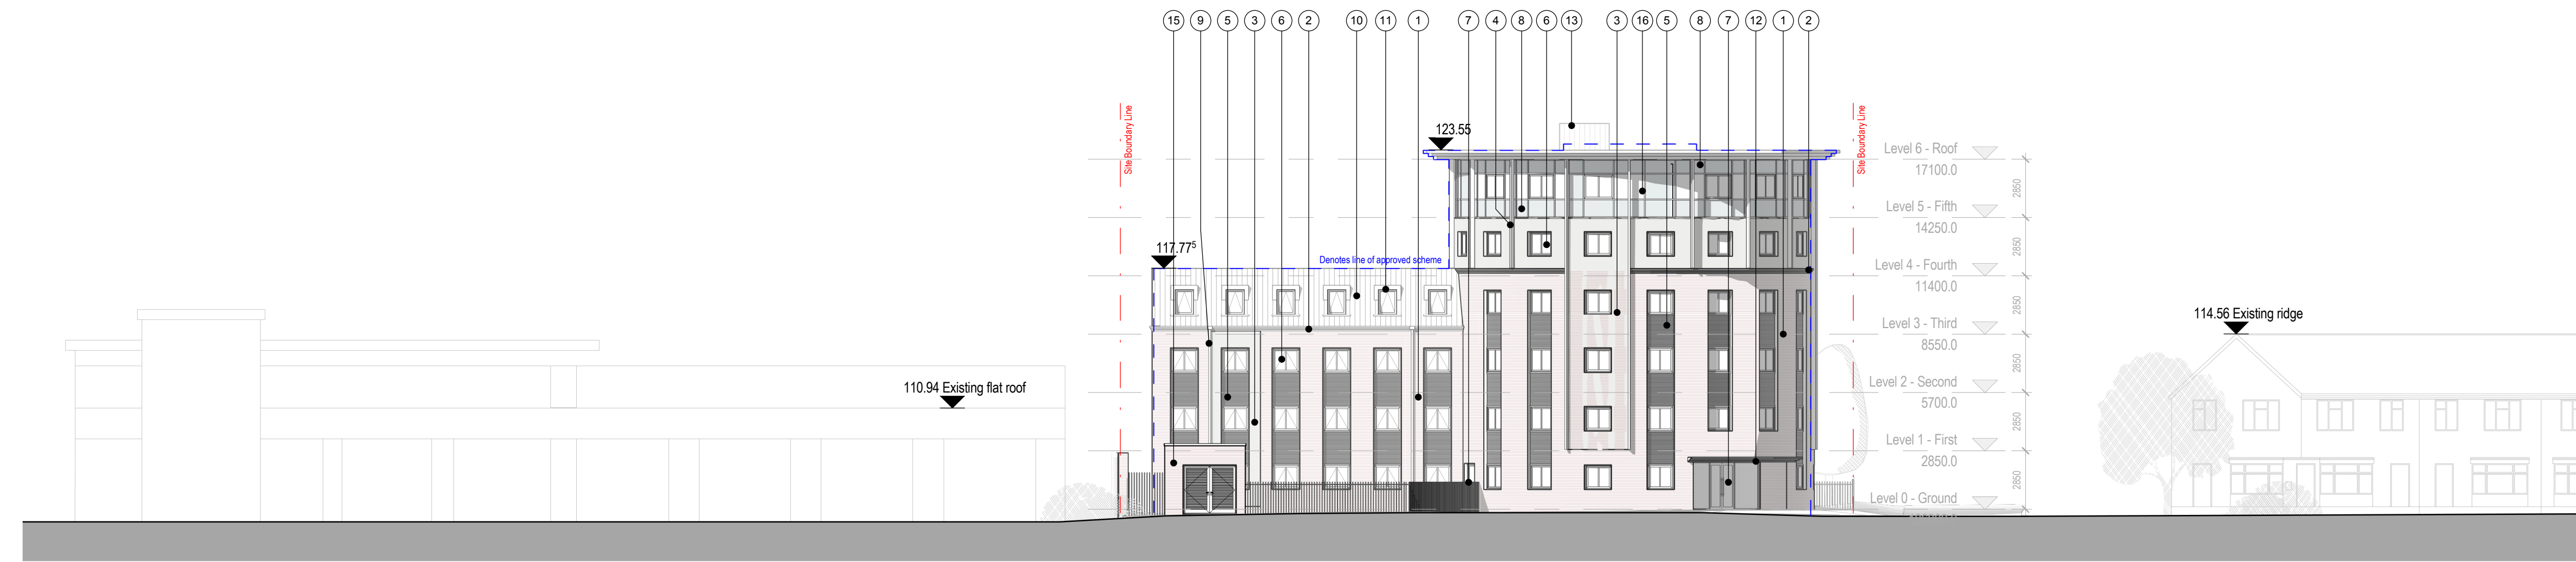 15 9 5 3 6 2 10 11 1 7 4 8 6 13 3 16 5 8 7 12 1 2
Site Boundary Line
Site Boundary Line
123.55
Level 6 - Roof
17100.0
2850
Level 5 - Fifth
14250.0
2850
117.77⁵
Denotes line of approved scheme
Level 4 - Fourth
11400.0
2850
114.56 Existing ridge
Level 3 - Third
8550.0
2850
110.94 Existing flat roof
Level 2 - Second
5700.0
2850
Level 1 - First
2850.0
2850
Level 0 - Ground